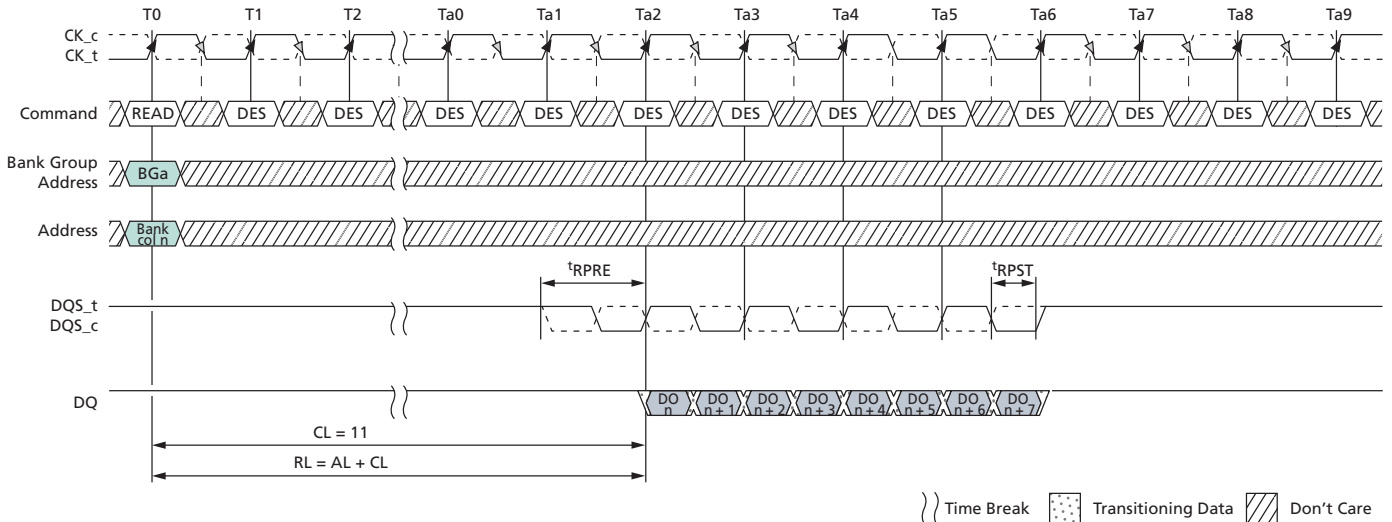 T0 T1 T2 Ta0 Ta1 Ta2 Ta3 Ta4 Ta5 Ta6 Ta7 Ta8 Ta9
CK_c
CK_t
Command READ DES DES DES DES DES DES DES DES DES DES DES DES
Bank Group
Address
BGa
Address
Bank
col n
tRPRE
tRPST
DQS_t
DQS_c
DQ
DO
n
DO
n + 1
DO
n + 2
DO
n + 3
DO
n + 4
DO
n + 5
DO
n + 6
DO
n + 7
CL = 11
RL = AL + CL
Time Break Transitioning Data Don't Care